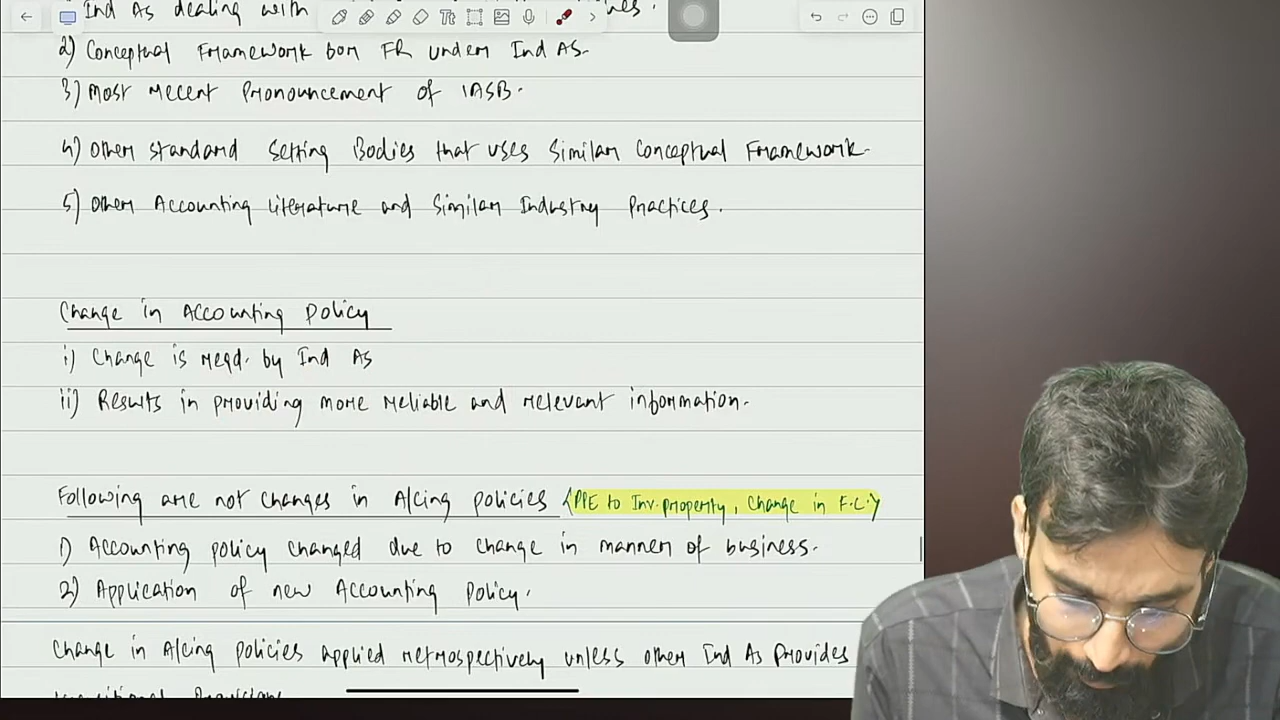 Ind As dealing with
2) Conceptual Framework for FR under Ind AS.
3) Most recent pronouncement of IASB.
4) Other standard Setting Bodies that uses Similar Conceptual Framework
5) Other Accounting Literature and Similar Industry Practices.
Change in Accounting Policy
i) Change is reqd. by Ind AS
ii) Results in providing more reliable and relevant information.
Following are not changes in A/cing policies (PPE to Inv. property, Change in F.C.)
1) Accounting policy changed due to change in manner of business.
2) Application of new Accounting Policy.
Change in A/cing policies applied retrospectively unless other Ind As provides